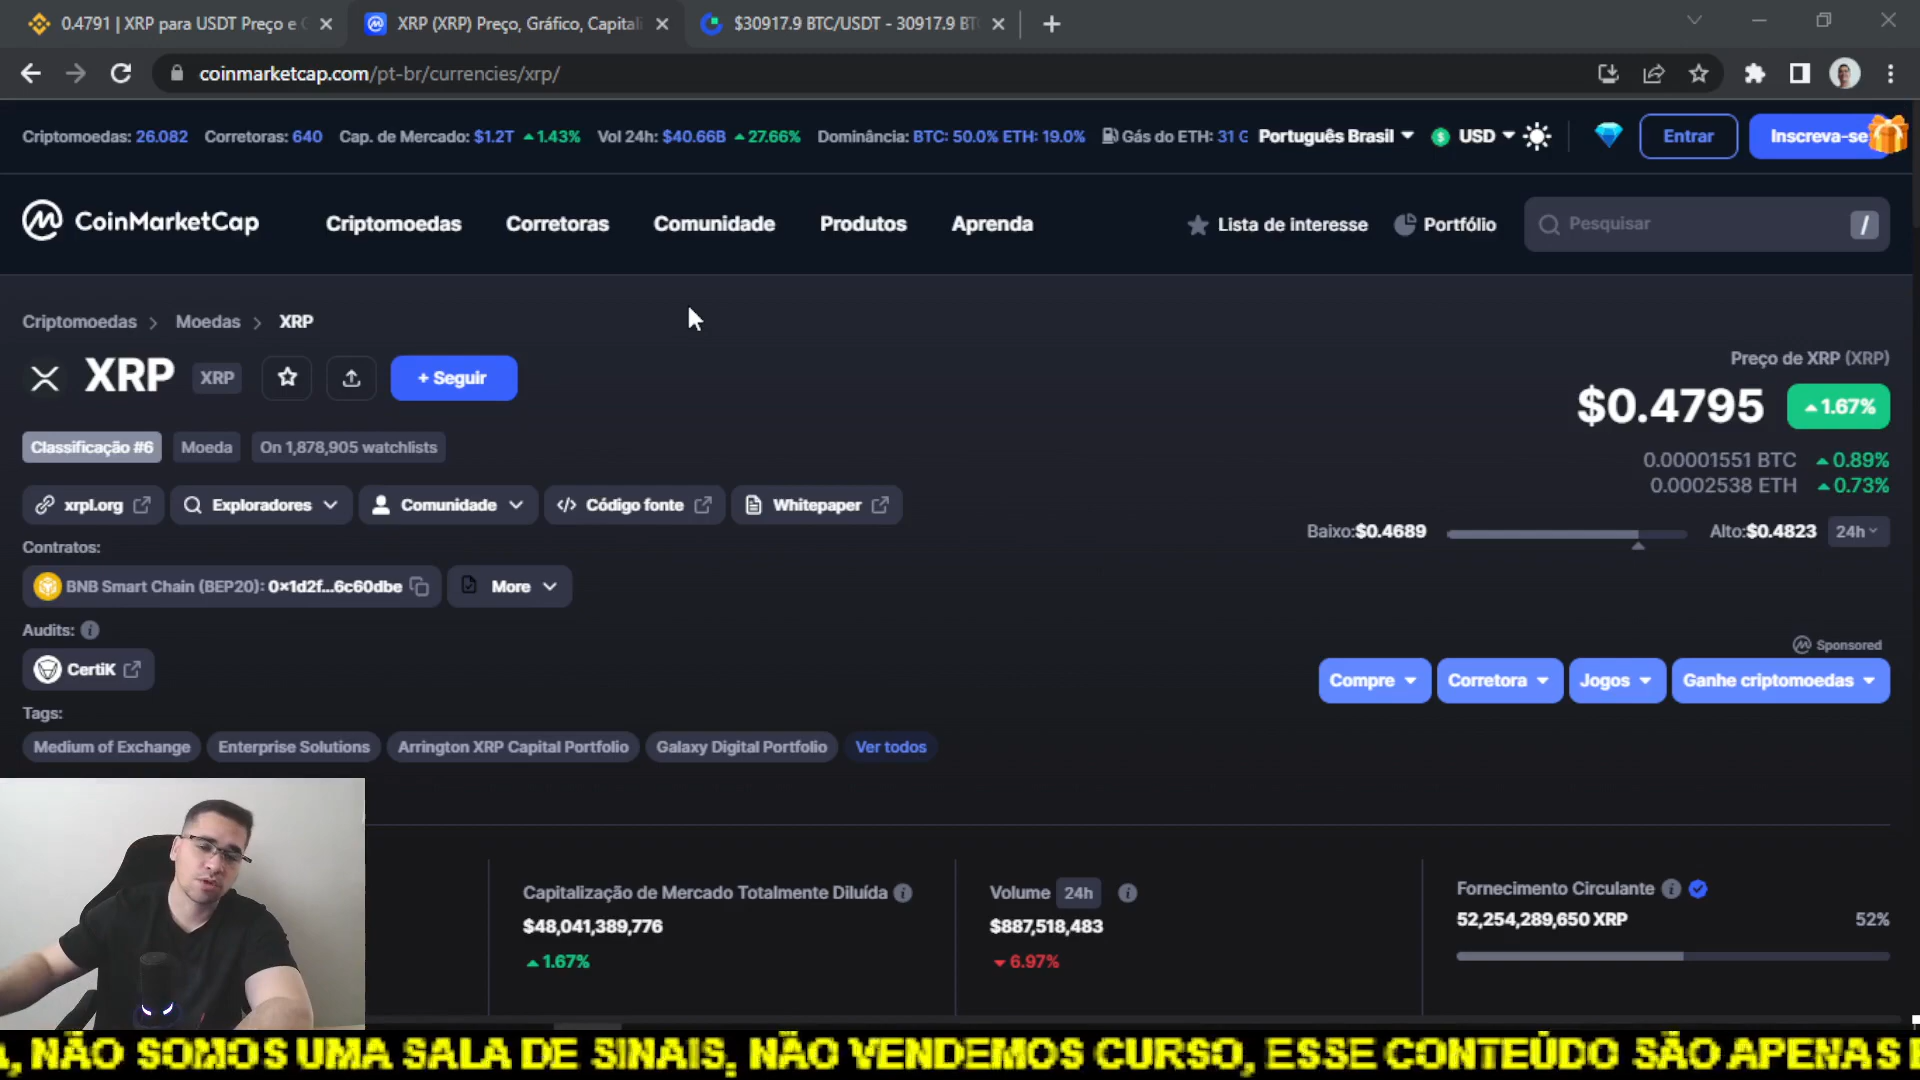 0.4791 | XRP para USDT Preço e
XRP (XRP) Preço, Gráfico, Capitali
$30917.9 BTC/USDT - 30917.9 BT
coinmarketcap.com/pt-br/currencies/xrp/
Criptomoedas: 26.082 Corretoras: 640 Cap. de Mercado: $1.2T 1.43% Vol 24h: $40.66B 27.66% Dominância: BTC: 50.0% ETH: 19.0% Gás do ETH: 31 G Português Brasil USD Entrar Inscreva-se
CoinMarketCap Criptomoedas Corretoras Comunidade Produtos Aprenda Lista de interesse Portfólio Pesquisar /
Criptomoedas > Moedas > XRP
XRP XRP + Seguir
Preço de XRP (XRP)
$0.4795 1.67%
Classificação #6 Moeda On 1,878,905 watchlists
0.00001551 BTC 0.89%
0.0002538 ETH 0.73%
xrpl.org Exploradores Comunidade </> Código fonte Whitepaper
Baixo:$0.4689 Alto:$0.4823 24h
Contratos:
BNB Smart Chain (BEP20): 0x1d2f...6c60dbe More
Audits:
CertiK
Sponsored
Compre Corretora Jogos Ganhe criptomoedas
Tags:
Medium of Exchange Enterprise Solutions Arrington XRP Capital Portfolio Galaxy Digital Portfolio Ver todos
Capitalização de Mercado Totalmente Diluída
$48,041,389,776
1.67%
Volume 24h
$887,518,483
6.97%
Fornecimento Circulante
52,254,289,650 XRP 52%
, NÃO SOMOS UMA SALA DE SINAIS, NÃO VENDEMOS CURSO, ESSE CONTEÚDO SÃO APENAS